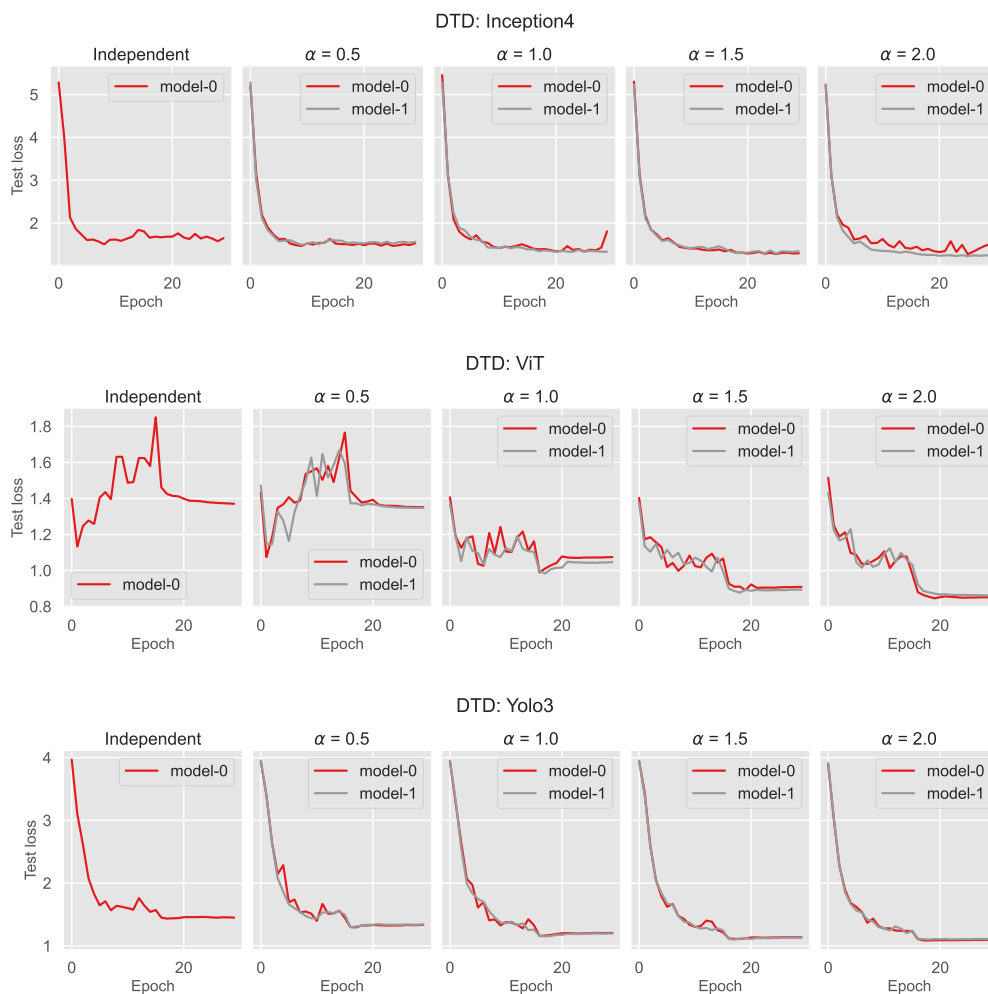 DTD: Inception4
Independent
α = 0.5
α = 1.0
α = 1.5
α = 2.0
model-0
model-0
model-1
model-0
model-1
model-0
model-1
model-0
model-1
Test loss
5
4
3
2
0 20
0 20
0 20
0 20
0 20
Epoch
Epoch
Epoch
Epoch
Epoch
DTD: ViT
Independent
α = 0.5
α = 1.0
α = 1.5
α = 2.0
model-0
model-0
model-1
model-0
model-1
model-0
model-1
model-0
model-1
Test loss
1.8
1.6
1.4
1.2
1.0
0.8
0 20
0 20
0 20
0 20
0 20
Epoch
Epoch
Epoch
Epoch
Epoch
DTD: Yolo3
Independent
α = 0.5
α = 1.0
α = 1.5
α = 2.0
model-0
model-0
model-1
model-0
model-1
model-0
model-1
model-0
model-1
Test loss
4
3
2
1
0 20
0 20
0 20
0 20
0 20
Epoch
Epoch
Epoch
Epoch
Epoch